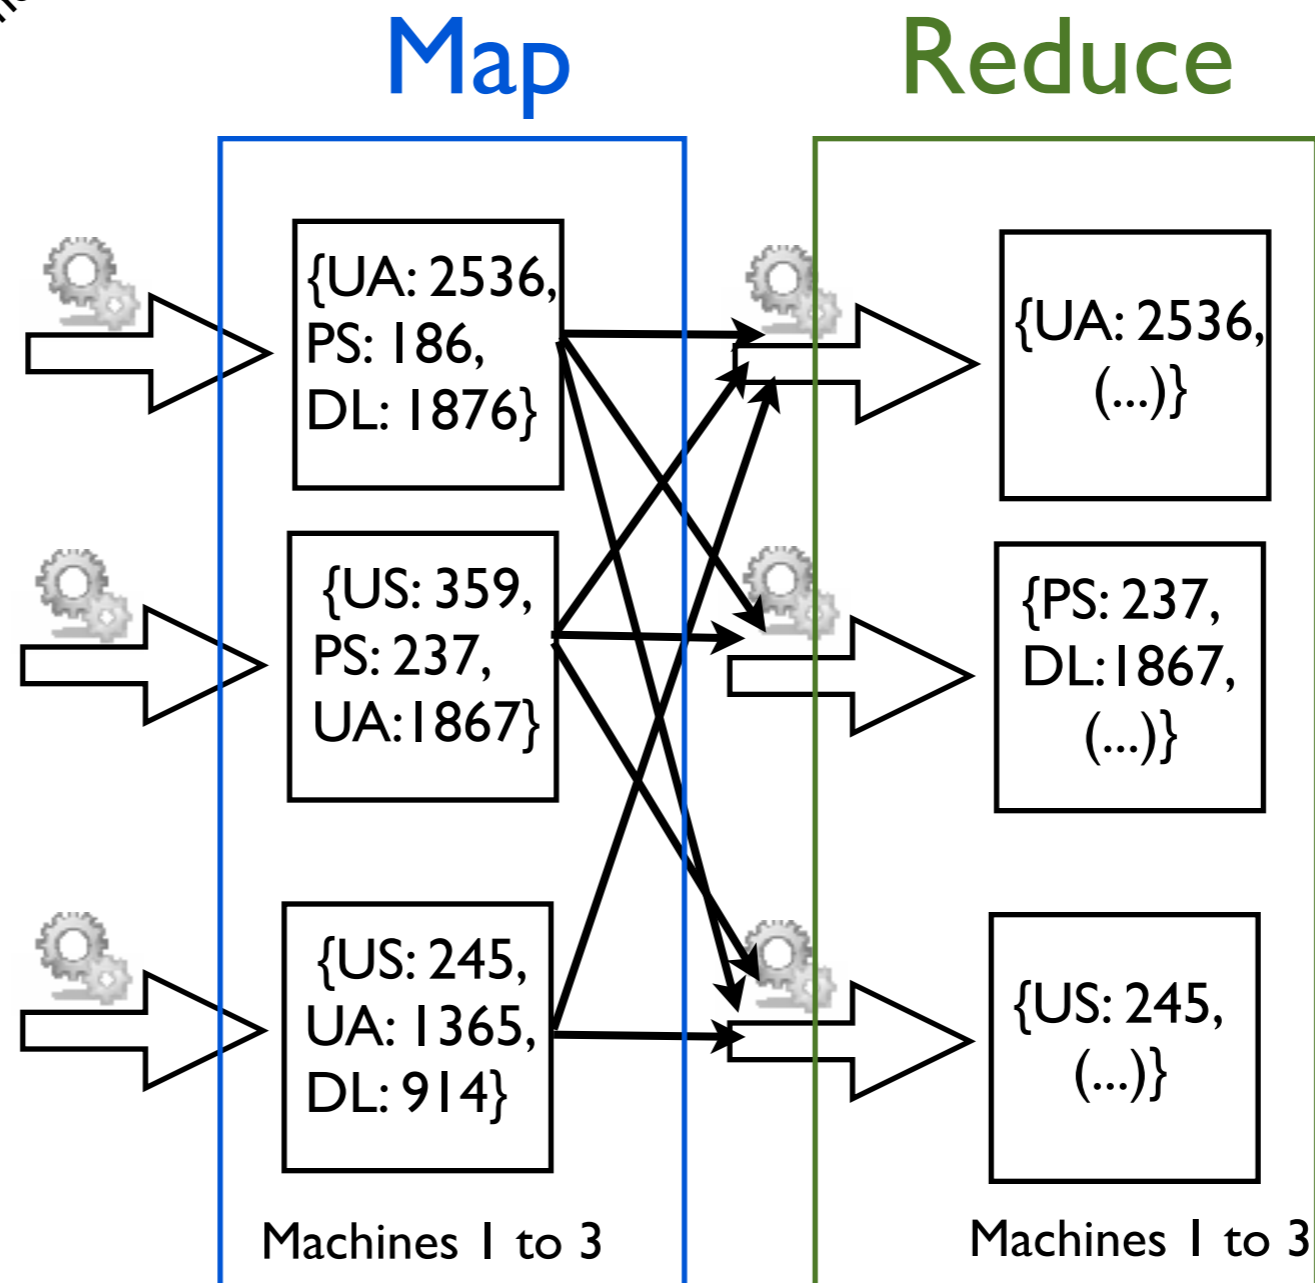 Map
Reduce
{UA: 2536,
PS: 186,
DL: 1876}
{US: 359,
PS: 237,
UA:1867}
{US: 245,
UA: 1365,
DL: 914}
Machines 1 to 3
{UA: 2536,
(...)}
{PS: 237,
DL:1867,
(...)}
{US: 245,
(...)}
Machines 1 to 3